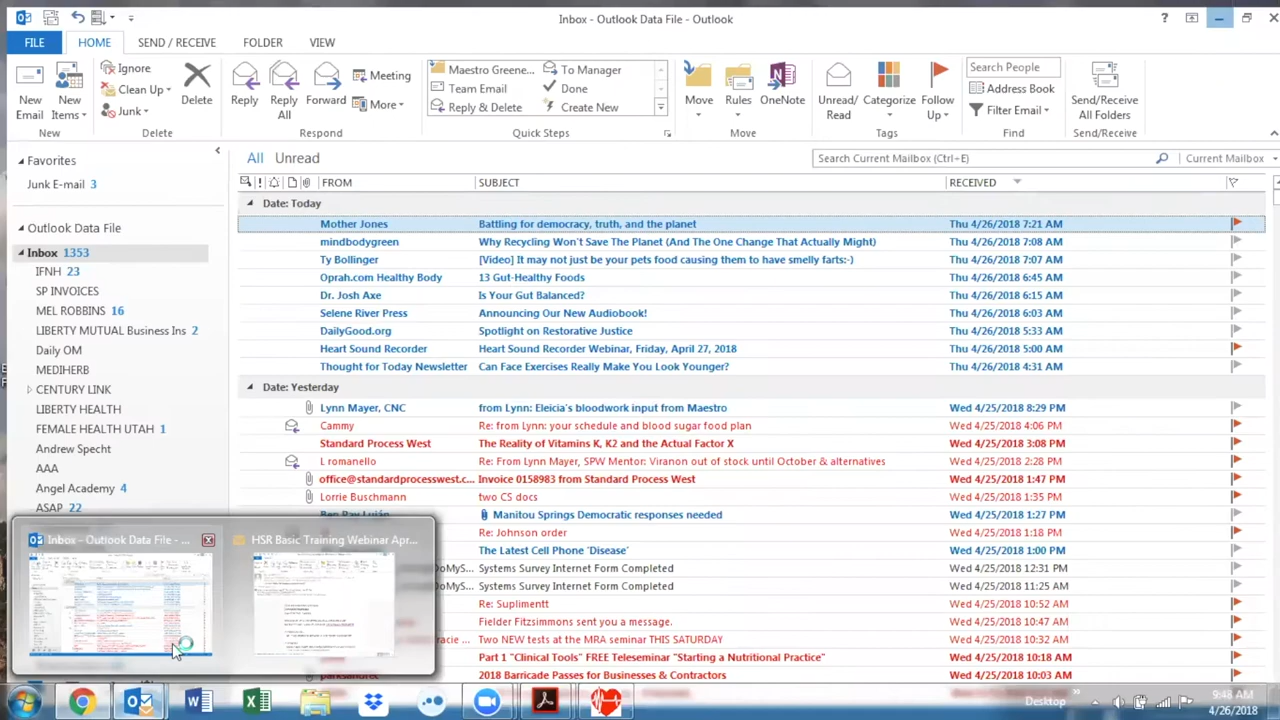 Inbox - Outlook Data File - Outlook
FILE HOME SEND / RECEIVE FOLDER VIEW
New Email
New Items
Ignore
Clean Up
Junk
Delete
Reply
Reply All
Forward
Meeting
More
Maestro Greene...
Team Email
Reply & Delete
To Manager
Done
Create New
Move
Rules
OneNote
Unread/ Read
Categorize
Follow Up
Search People
Address Book
Filter Email
Send/Receive All Folders
New Delete Respond Quick Steps Move Tags Find Send/Receive
Favorites
Junk E-mail 3
Outlook Data File
Inbox 1353
IFNH 23
SP INVOICES
MEL ROBBINS 16
LIBERTY MUTUAL Business Ins 2
Daily OM
MEDIHERB
CENTURY LINK
LIBERTY HEALTH
FEMALE HEALTH UTAH 1
Andrew Specht
AAA
Angel Academy 4
ASAP 22
All Unread
Search Current Mailbox (Ctrl+E) Current Mailbox
FROM SUBJECT RECEIVED
Date: Today
Mother Jones Battling for democracy, truth, and the planet Thu 4/26/2018 7:21 AM
mindbodygreen Why Recycling Won't Save The Planet (And The One Change That Actually Might) Thu 4/26/2018 7:08 AM
Ty Bollinger [Video] It may not just be your pets food causing them to have smelly farts:-) Thu 4/26/2018 7:07 AM
Oprah.com Healthy Body 13 Gut-Healthy Foods Thu 4/26/2018 6:45 AM
Dr. Josh Axe Is Your Gut Balanced? Thu 4/26/2018 6:15 AM
Selene River Press Announcing Our New Audiobook! Thu 4/26/2018 6:03 AM
DailyGood.org Spotlight on Restorative Justice Thu 4/26/2018 5:33 AM
Heart Sound Recorder Heart Sound Recorder Webinar, Friday, April 27, 2018 Thu 4/26/2018 5:00 AM
Thought for Today Newsletter Can Face Exercises Really Make You Look Younger? Thu 4/26/2018 4:31 AM
Date: Yesterday
Lynn Mayer, CNC from Lynn: Eleicia's bloodwork input from Maestro Wed 4/25/2018 8:29 PM
Cammy Re: from Lynn: your schedule and blood sugar food plan Wed 4/25/2018 4:06 PM
Standard Process West The Reality of Vitamins K, K2 and the Actual Factor X Wed 4/25/2018 3:08 PM
L romanello Re: From Lynn Mayer, SPW Mentor: Viranon out of stock until October & alternatives Wed 4/25/2018 2:28 PM
office@standardprocesswest.c... Invoice 0158983 from Standard Process West Wed 4/25/2018 1:47 PM
Lorrie Buschmann two CS docs Wed 4/25/2018 1:35 PM
Ben Ray Luján Manitou Springs Democratic responses needed Wed 4/25/2018 1:27 PM
Re: Johnson order Wed 4/25/2018 1:18 PM
The Latest Cell Phone 'Disease' Wed 4/25/2018 1:00 PM
Systems Survey Internet Form Completed Wed 4/25/2018 12:31 PM
Systems Survey Internet Form Completed Wed 4/25/2018 11:25 AM
Re: Suplimentt Wed 4/25/2018 10:52 AM
Fielder Fitzsimmons sent you a message. Wed 4/25/2018 10:47 AM
Two NEW tests at the MRA seminar THIS SATURDAY Wed 4/25/2018 10:32 AM
Part 1 "Clinical Tools" FREE Teleseminar "Starting a Nutritional Practice" Wed 4/25/2018 10:18 AM
2018 Barricade Passes for Businesses & Contractors Wed 4/25/2018 10:03 AM
Inbox - Outlook Data File - ... HSR Basic Training Webinar Apr...
Desktop
9:48 AM
4/26/2018